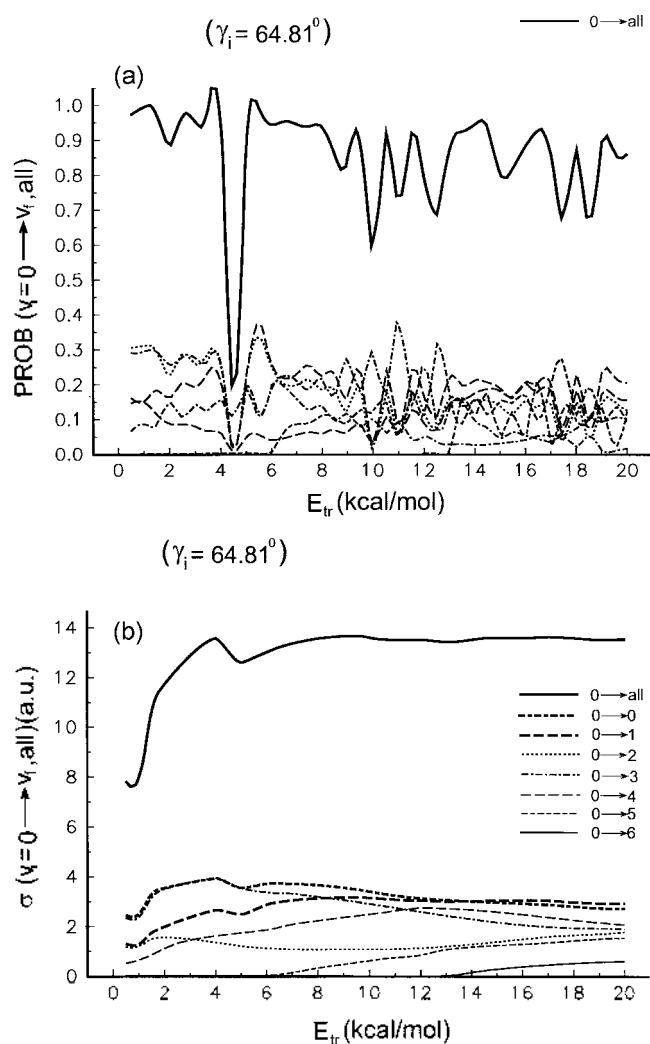 (γi = 64.81⁰)
0→all
(a)
1.0
0.9
0.8
0.7
0.6
0.5
0.4
0.3
0.2
0.1
0.0
PROB (vi=0→vf,all)
0 2 4 6 8 10 12 14 16 18 20
Etr(kcal/mol)
(γi = 64.81⁰)
(b)
14
12
10
8
6
4
2
0
σ (vi=0→vf,all)(a.u.)
0→all
0→0
0→1
0→2
0→3
0→4
0→5
0→6
0 2 4 6 8 10 12 14 16 18 20
Etr(kcal/mol)